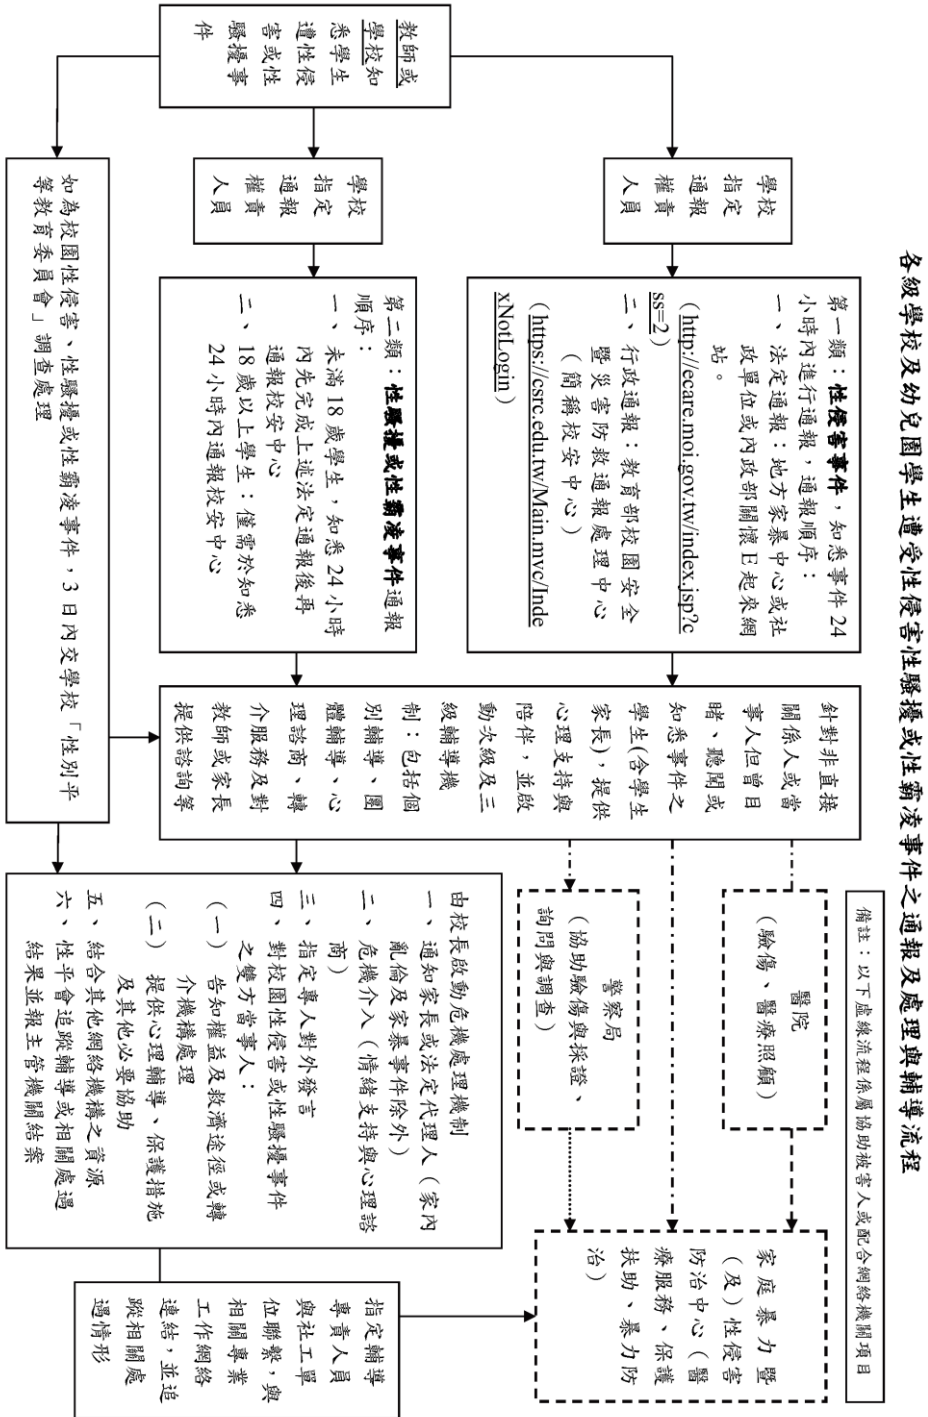 各級學校及幼兒園學生遭受性侵害性騷擾或性霸凌事件之通報及處理與輔導流程
備註：以下虛線流程係屬協助被害人或配合網絡機關項目
教師或
學校知
悉學生
遭性侵
害或性
騷擾事
件
學校
指定
通報
權責
人員
第一類：性侵害事件，知悉事件 24
小時內進行通報，通報順序：
一、法定通報：地方家暴中心或社
政單位或內政部關懷 E 起來網
站。
（http://ecare.moi.gov.tw/index.jsp?c
ss=2）
二、行政通報：教育部校園安全
暨災害防救通報處理中心
（簡稱校安中心）
（https://csrc.edu.tw/Main.mvc/Inde
xNotLogin）
學校
指定
通報
權責
人員
第二類：性騷擾或性霸凌事件通報
順序：
一、未滿 18 歲學生，知悉 24 小時
內先完成上述法定通報後再
通報校安中心
二、18 歲以上學生：僅需於知悉
24 小時內通報校安中心
如為校園性侵害、性騷擾或性霸凌事件，3 日內交學校「性別平
等教育委員會」調查處理
針對非直接
關係人或當
事人但曾目
睹、聽聞或
知悉事件之
學生(含學生
家長)，提供
心理支持與
陪伴，並啟
動次級及三
級輔導機
制：包括個
別輔導、團
體輔導、心
理諮商、轉
介服務及對
教師或家長
提供諮詢等
醫院
（驗傷、醫療照顧）
警察局
（協助驗傷與採證、
詢問與調查）
由校長啟動危機處理機制
一、通知家長或法定代理人（家內
亂倫及家暴事件除外）
二、危機介入（情緒支持與心理諮
商）
三、指定專人對外發言
四、對校園性侵害或性騷擾事件
之雙方當事人：
（一）告知權益及救濟途徑或轉
介機構處理
（二）提供心理輔導、保護措施
及其他必要協助
五、結合其他網絡機構之資源
六、性平會追蹤輔導或相關處遇
結果並報主管機關結案
家庭暴力暨
（及）性侵害
防治中心（醫
療服務、保護
扶助、暴力防
治）
指定輔導
專責人員
與社工單
位聯繫，與
相關專業
工作網絡
連結，並追
蹤相關處
遇情形